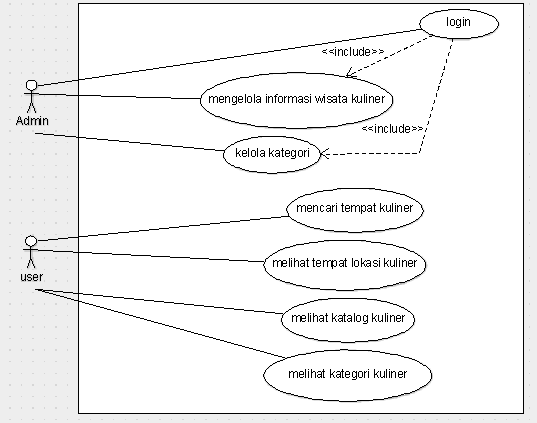 login
<<include>>
mengelola informasi wisata kuliner
Admin
<<include>>
kelola kategori
mencari tempat kuliner
melihat tempat lokasi kuliner
user
melihat katalog kuliner
melihat kategori kuliner